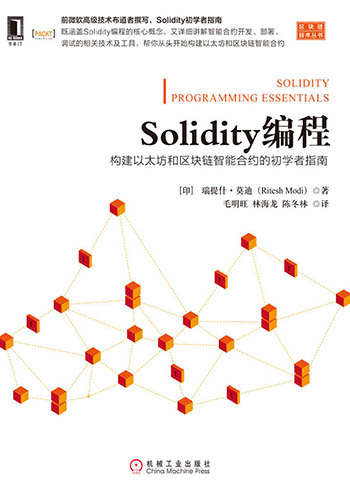 前微软高级技术布道者撰写，Solidity初学者指南
既涵盖Solidity编程的核心概念，又详细讲解智能合约开发、部署、
调试的相关技术及工具，帮你从头开始构建以太坊和区块链智能合约
华章IT
[PACKT]
区块链
技术丛书
SOLIDITY
PROGRAMMING ESSENTIALS
Solidity编程
构建以太坊和区块链智能合约的初学者指南
[印] 瑞提什·莫迪（Ritesh Modi）著
毛明旺 林海龙 陈冬林 译
机械工业出版社
China Machine Press